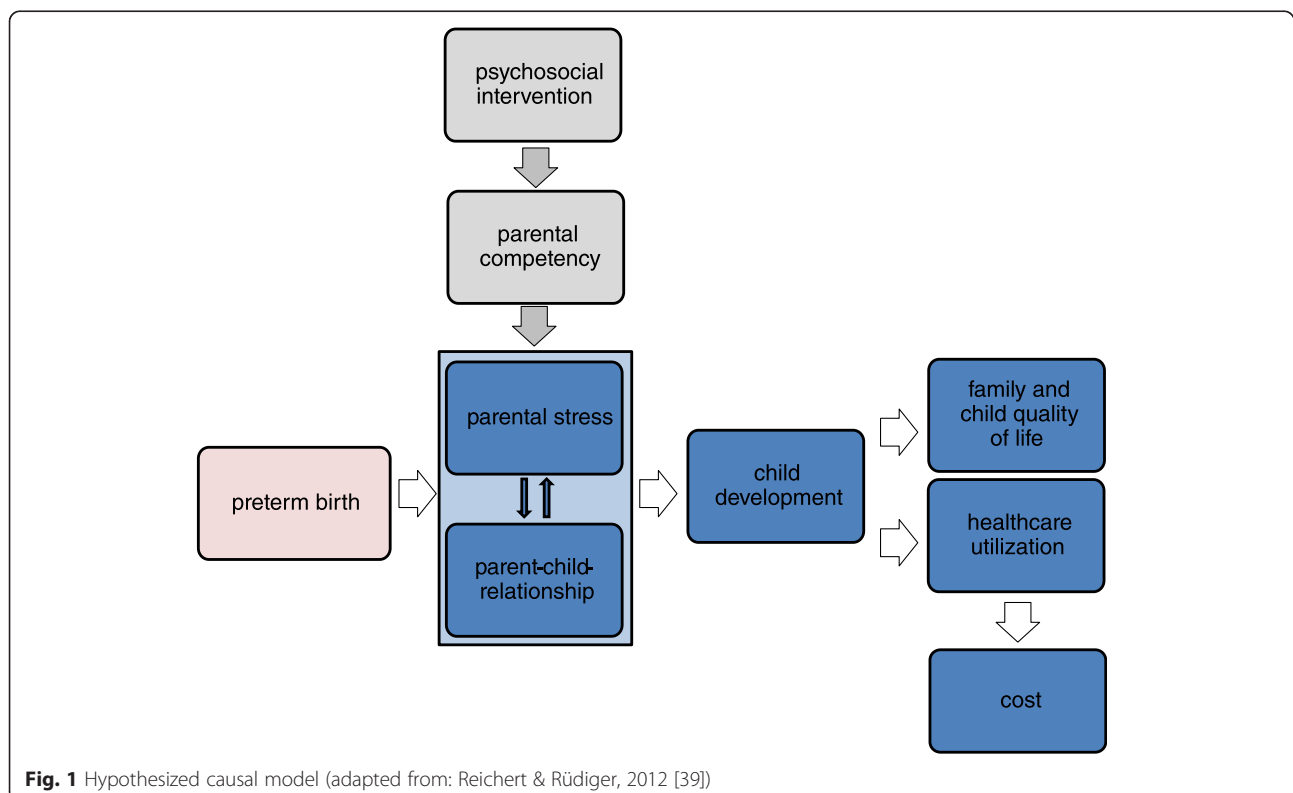 psychosocial
intervention
parental
competency
parental stress
parent-child-
relationship
preterm birth
child
development
family and
child quality
of life
healthcare
utilization
cost
Fig. 1 Hypothesized causal model (adapted from: Reichert & Rüdiger, 2012 [39])